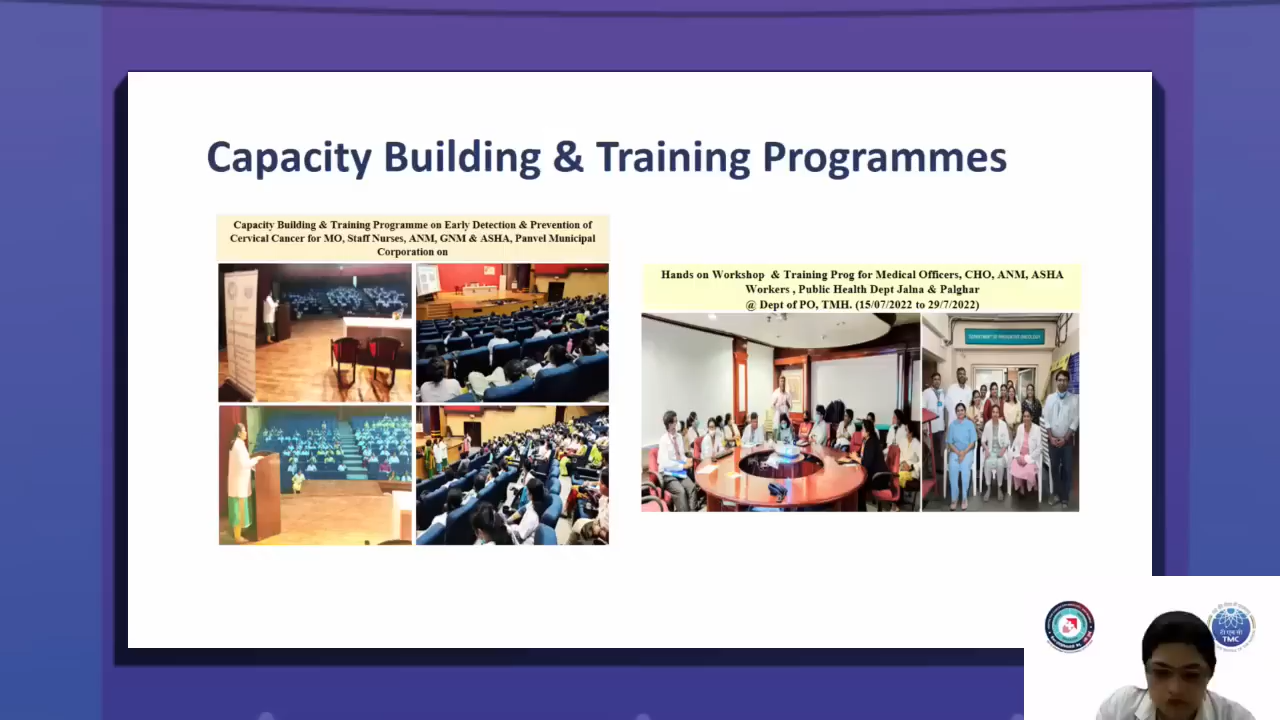 Capacity Building & Training Programmes
Capacity Building & Training Programme on Early Detection & Prevention of
Cervical Cancer for MO, Staff Nurses, ANM, GNM & ASHA, Panvel Municipal
Corporation on
Hands on Workshop & Training Prog for Medical Officers, CHO, ANM, ASHA
Workers , Public Health Dept Jalna & Palghar
@ Dept of PO, TMH. (15/07/2022 to 29/7/2022)
DEPARTMENT OF PREVENTIVE ONCOLOGY
टी एम सी
TMC